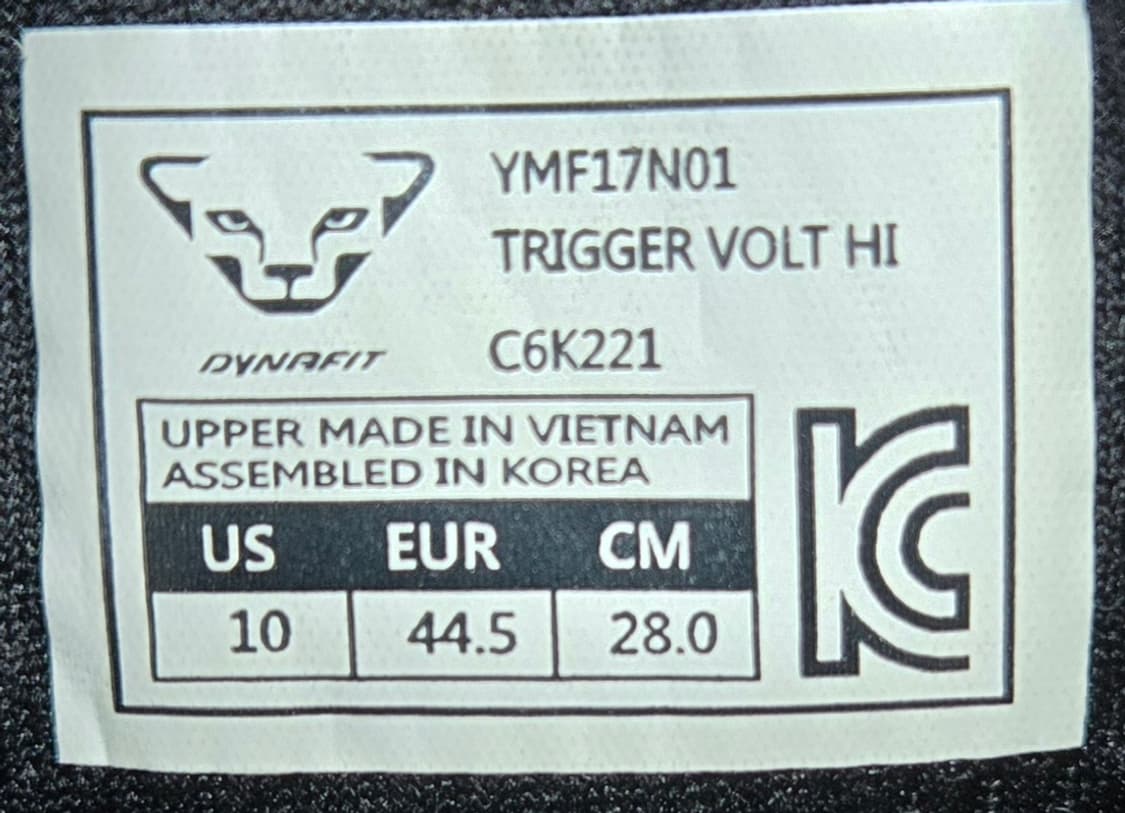 YMF17N01
TRIGGER VOLT HI
DYNAFIT
C6K221
UPPER MADE IN VIETNAM
ASSEMBLED IN KOREA
US EUR CM
10 44.5 28.0
KC